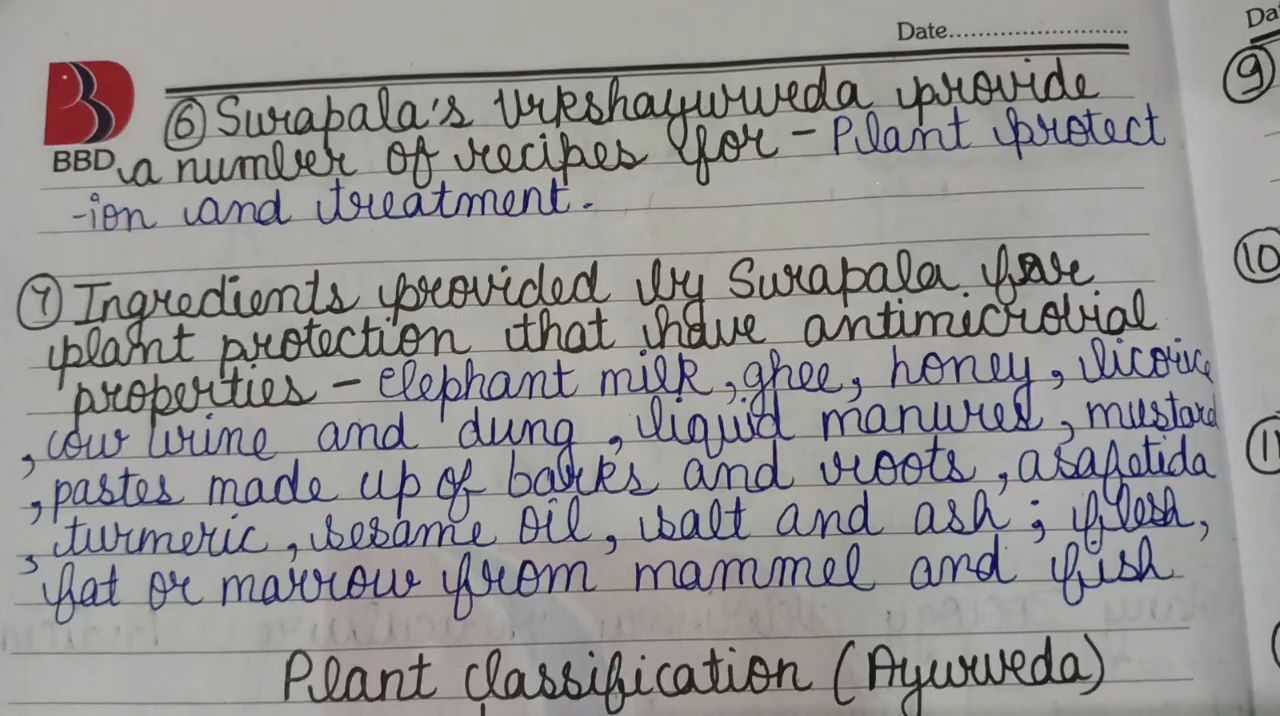 Date..............................
Da
BBD
⑥ Surapala's Vrkshayurveda provide
a number of recipes for - Plant protect
-ion and treatment.
⑦ Ingredients provided by Surapala for
plant protection that have antimicrobial
properties - elephant milk, ghee, honey, licorice
, cow urine and dung, liquid manures, mustard
, pastes made up of barks and roots, asafetida
, turmeric, sesame oil, salt and ash ; flesh,
fat or marrow from mammel and fish
Plant classification (Ayurveda)
⑨
⑩
⑪